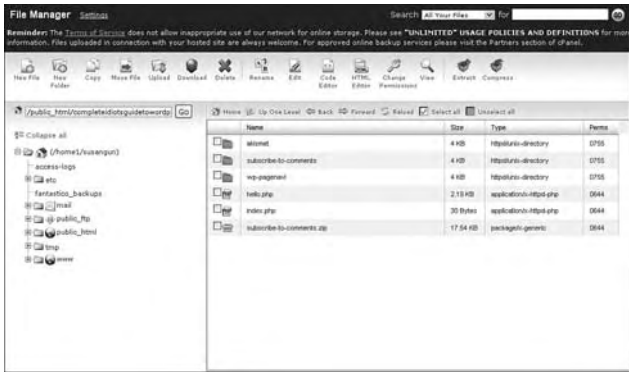 File Manager Settings
Search All Your Files for Go
Reminder: The Terms of Service does not allow inappropriate use of our network for online storage. Please see "UNLIMITED" USAGE POLICIES AND DEFINITIONS for mor
information. Files uploaded in connection with your hosted site are always welcome. For approved online backup services please visit the Partners section of cPanel.
New File New Folder Copy Move File Upload Download Delete Rename Edit Code Editor HTML Editor Change Permissions View Extract Compress
/public_html/completeidiotsguidetowordp Go
Home Up One Level Back Forward Reload Select all Unselect all
Collapse all
(/home1/susangun)
access-logs
etc
fantastico_backups
mail
public_ftp
public_html
tmp
www
Name Size Type Perms
akismet 4 KB httpd/unix-directory 0755
subscribe-to-comments 4 KB httpd/unix-directory 0755
wp-pagenavi 4 KB httpd/unix-directory 0755
hello.php 2.19 KB application/x-httpd-php 0644
index.php 30 Bytes application/x-httpd-php 0644
subscribe-to-comments.zip 17.54 KB package/x-generic 0644